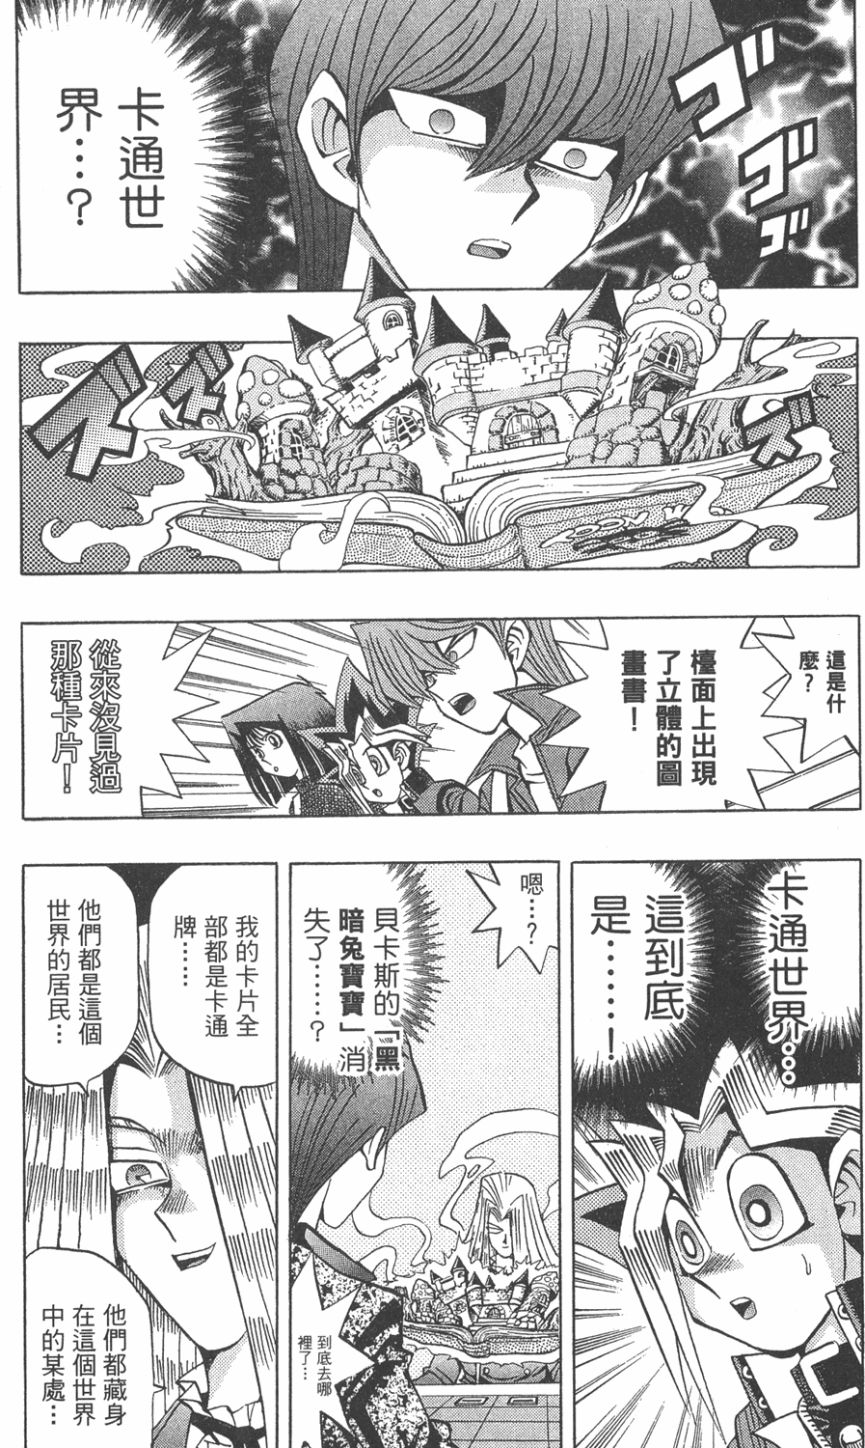 卡通世
界…？
ゴゴゴ
ズズズ
這是什
麼？
檯面上出現
了立體的圖
畫書！
從來沒見過
那種卡片！
卡通世界…
這到底
是……！
嗯…？
貝卡斯的「黑
暗兔寶寶」消
失了……？
到底去哪
裡了…
我的卡片全
部都是卡通
牌……
他們都是這個
世界的居民…
他們都藏身
在這個世界
中的某處…